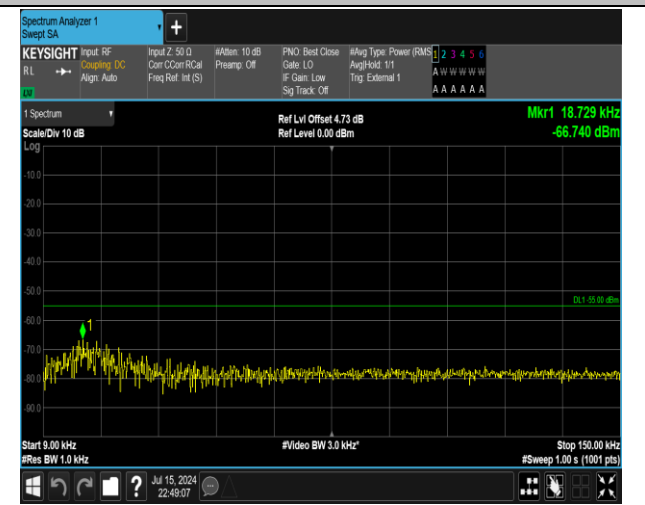 Spectrum Analyzer 1
Swept SA
+
KEYSIGHT Input: RF Input Z: 50 Ω #Atten: 10 dB PNO: Best Close #Avg Type: Power (RMS 1 2 3 4 5 6
RL Coupling: DC Corr CCorr RCal Preamp: Off Gate: LO Avg|Hold: 1/1 A W W W W W
Align: Auto Freq Ref: Int (S) IF Gain: Low Trig: External 1
LXI Sig Track: Off A A A A A A
1 Spectrum Ref Lvl Offset 4.73 dB Mkr1 18.729 kHz
Scale/Div 10 dB Ref Level 0.00 dBm -66.740 dBm
Log
-10.0
-20.0
-30.0
-40.0
-50.0
DL1 -55.00 dBm
-60.0
1
-70.0
-80.0
-90.0
Start 9.00 kHz #Video BW 3.0 kHz* Stop 150.00 kHz
#Res BW 1.0 kHz #Sweep 1.00 s (1001 pts)
? Jul 15, 2024
22:49:07